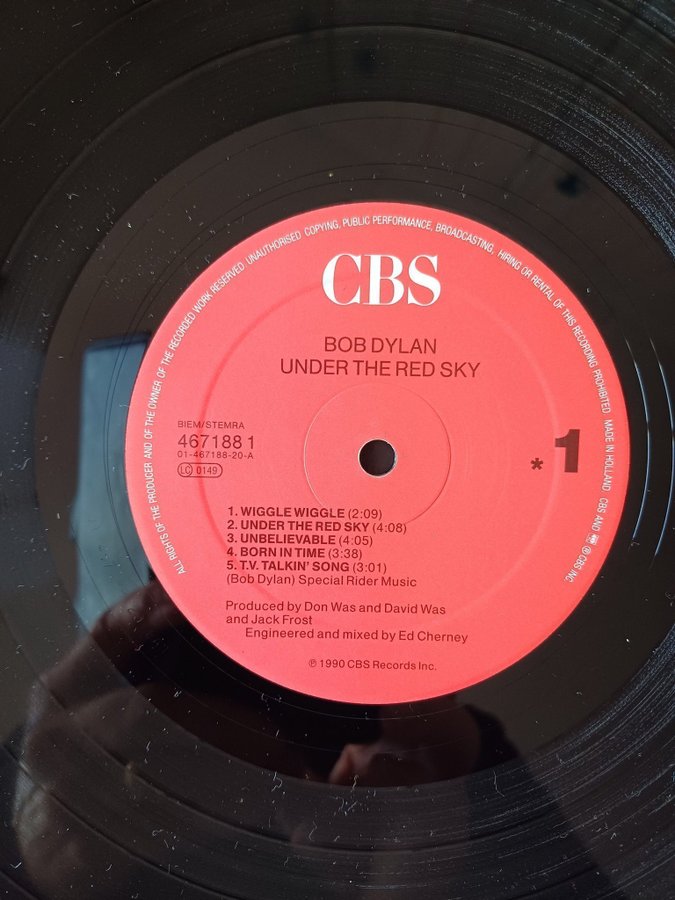 ALL RIGHTS OF THE PRODUCER AND OF THE OWNER OF THE RECORDED WORK RESERVED. UNAUTHORISED COPYING, PUBLIC PERFORMANCE, BROADCASTING, HIRING OR RENTAL OF THIS RECORDING PROHIBITED MADE IN HOLLAND CBS AND ℗ CBS INC.
CBS
BOB DYLAN
UNDER THE RED SKY
BIEM/STEMRA
467188 1
01-467188-20-A
LC 0149
* 1
1. WIGGLE WIGGLE (2:09)
2. UNDER THE RED SKY (4:08)
3. UNBELIEVABLE (4:05)
4. BORN IN TIME (3:38)
5. T.V. TALKIN' SONG (3:01)
(Bob Dylan) Special Rider Music
Produced by Don Was and David Was
and Jack Frost
Engineered and mixed by Ed Cherney
℗ 1990 CBS Records Inc.